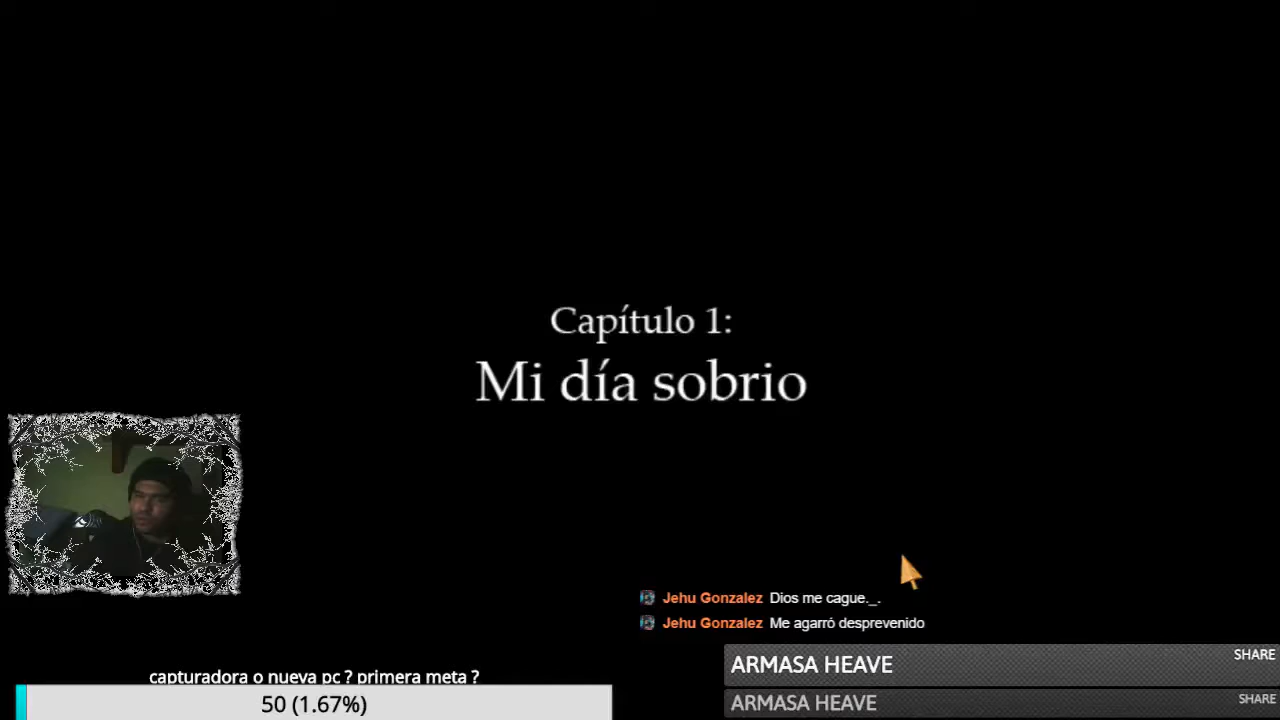 Capítulo 1:
Mi día sobrio
Jehu Gonzalez Dios me cague._.
Jehu Gonzalez Me agarró desprevenido
SHARE
ARMASA HEAVE
capturadora o nueva pc ? primera meta ?
50 (1.67%)
ARMASA HEAVE
SHARE